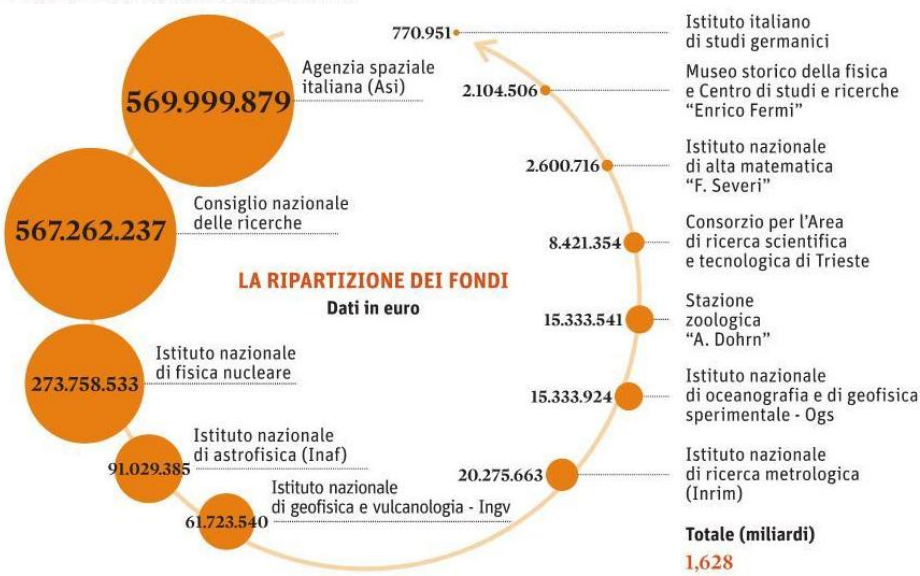 569.999.879
Agenzia spaziale
italiana (Asi)
567.262.237
Consiglio nazionale
delle ricerche
LA RIPARTIZIONE DEI FONDI
Dati in euro
273.758.533
Istituto nazionale
di fisica nucleare
91.029.385
Istituto nazionale
di astrofisica (Inaf)
61.723.540
Istituto nazionale
di geofisica e vulcanologia - Ingv
20.275.663
Istituto nazionale
di ricerca metrologica
(Inrim)
15.333.924
Istituto nazionale
di oceanografia e di geofisica
sperimentale - Ogs
15.333.541
Stazione
zoologica
“A. Dohrn”
8.421.354
Consorzio per l’Area
di ricerca scientifica
e tecnologica di Trieste
2.600.716
Istituto nazionale
di alta matematica
“F. Severi”
2.104.506
Museo storico della fisica
e Centro di studi e ricerche
“Enrico Fermi”
770.951
Istituto italiano
di studi germanici
Totale (miliardi)
1,628